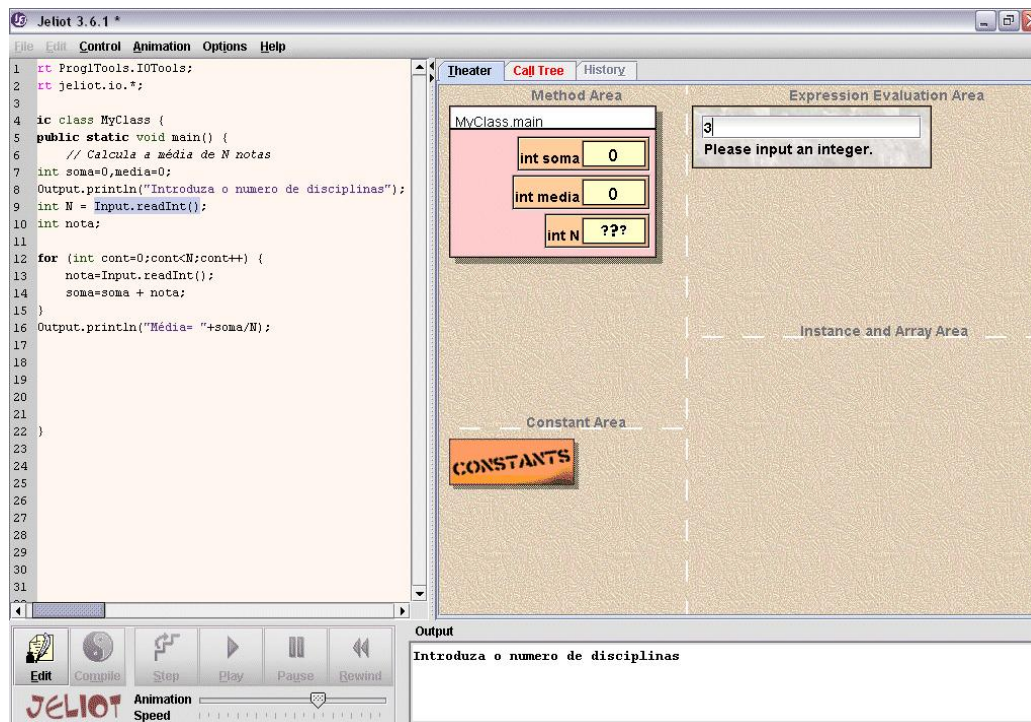 Jeliot 3.6.1 *
File Edit Control Animation Options Help
1 rt Prog1Tools.IOTools;
2 rt jeliot.io.*;
3
4 ic class MyClass {
5 public static void main() {
6 // Calcula a média de N notas
7 int soma=0,media=0;
8 Output.println("Introduza o numero de disciplinas");
9 int N = Input.readInt();
10 int nota;
11
12 for (int cont=0;cont<N;cont++) {
13 nota=Input.readInt();
14 soma=soma + nota;
15 }
16 Output.println("Média= "+soma/N);
17
18
19
20
21
22 }
23
24
25
26
27
28
29
30
31
Theater Call Tree History
Method Area
MyClass.main
int soma 0
int media 0
int N ???
Expression Evaluation Area
3
Please input an integer.
Instance and Array Area
Constant Area
CONSTANTS
Edit Compile Step Play Pause Rewind
JELIOT
Animation
Speed
Output
Introduza o numero de disciplinas